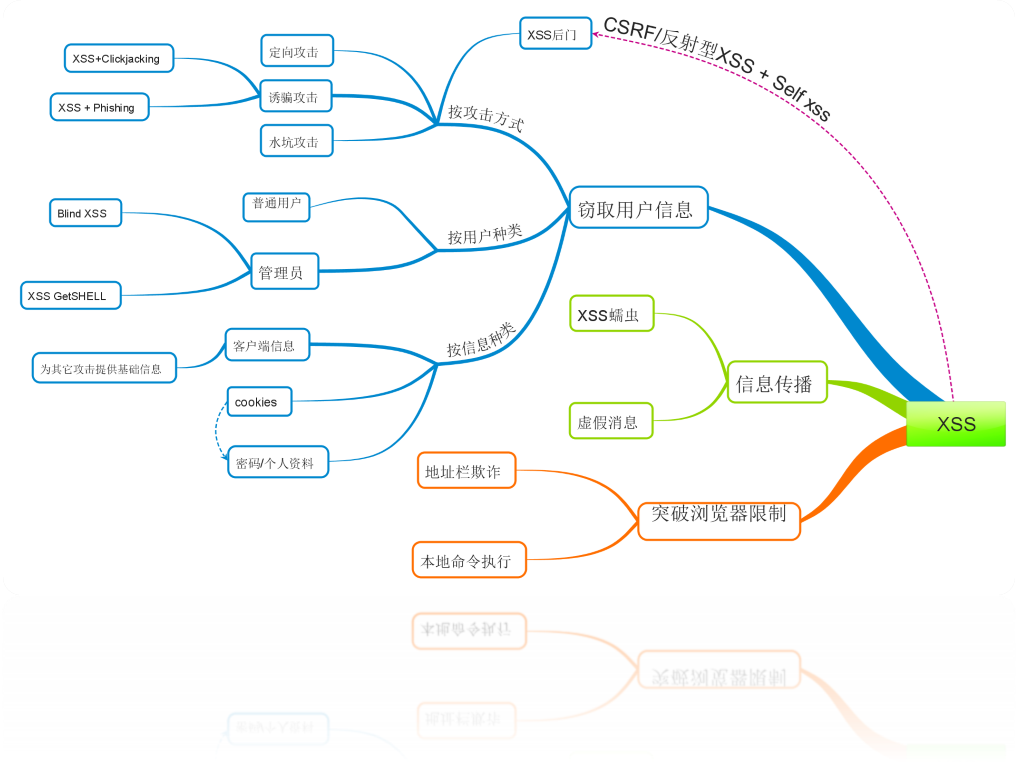 XSS
窃取用户信息
按攻击方式
XSS后门
CSRF/反射型XSS + Self xss
定向攻击
诱骗攻击
XSS+Clickjacking
XSS + Phishing
水坑攻击
按用户种类
普通用户
管理员
Blind XSS
XSS GetSHELL
按信息种类
客户端信息
为其它攻击提供基础信息
cookies
密码/个人资料
信息传播
XSS蠕虫
虚假消息
突破浏览器限制
地址栏欺诈
本地命令执行